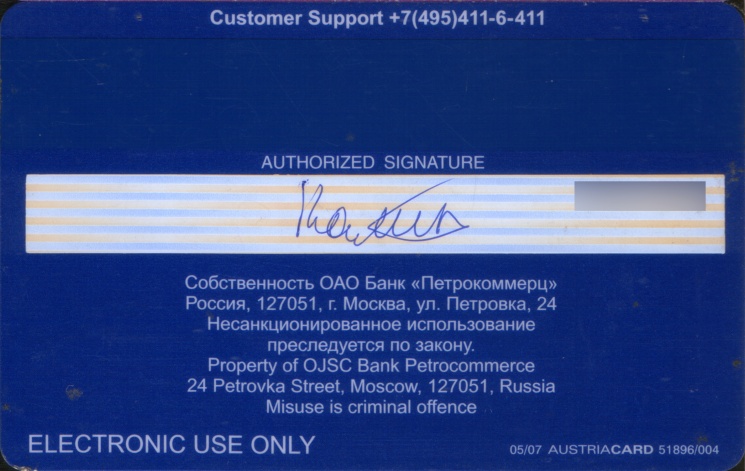 Customer Support +7(495)411-6-411
AUTHORIZED SIGNATURE
Собственность ОАО Банк «Петрокоммерц»
Россия, 127051, г. Москва, ул. Петровка, 24
Несанкционированное использование
преследуется по закону.
Property of OJSC Bank Petrocommerce
24 Petrovka Street, Moscow, 127051, Russia
Misuse is criminal offence
ELECTRONIC USE ONLY
05/07 AUSTRIACARD 51896/004